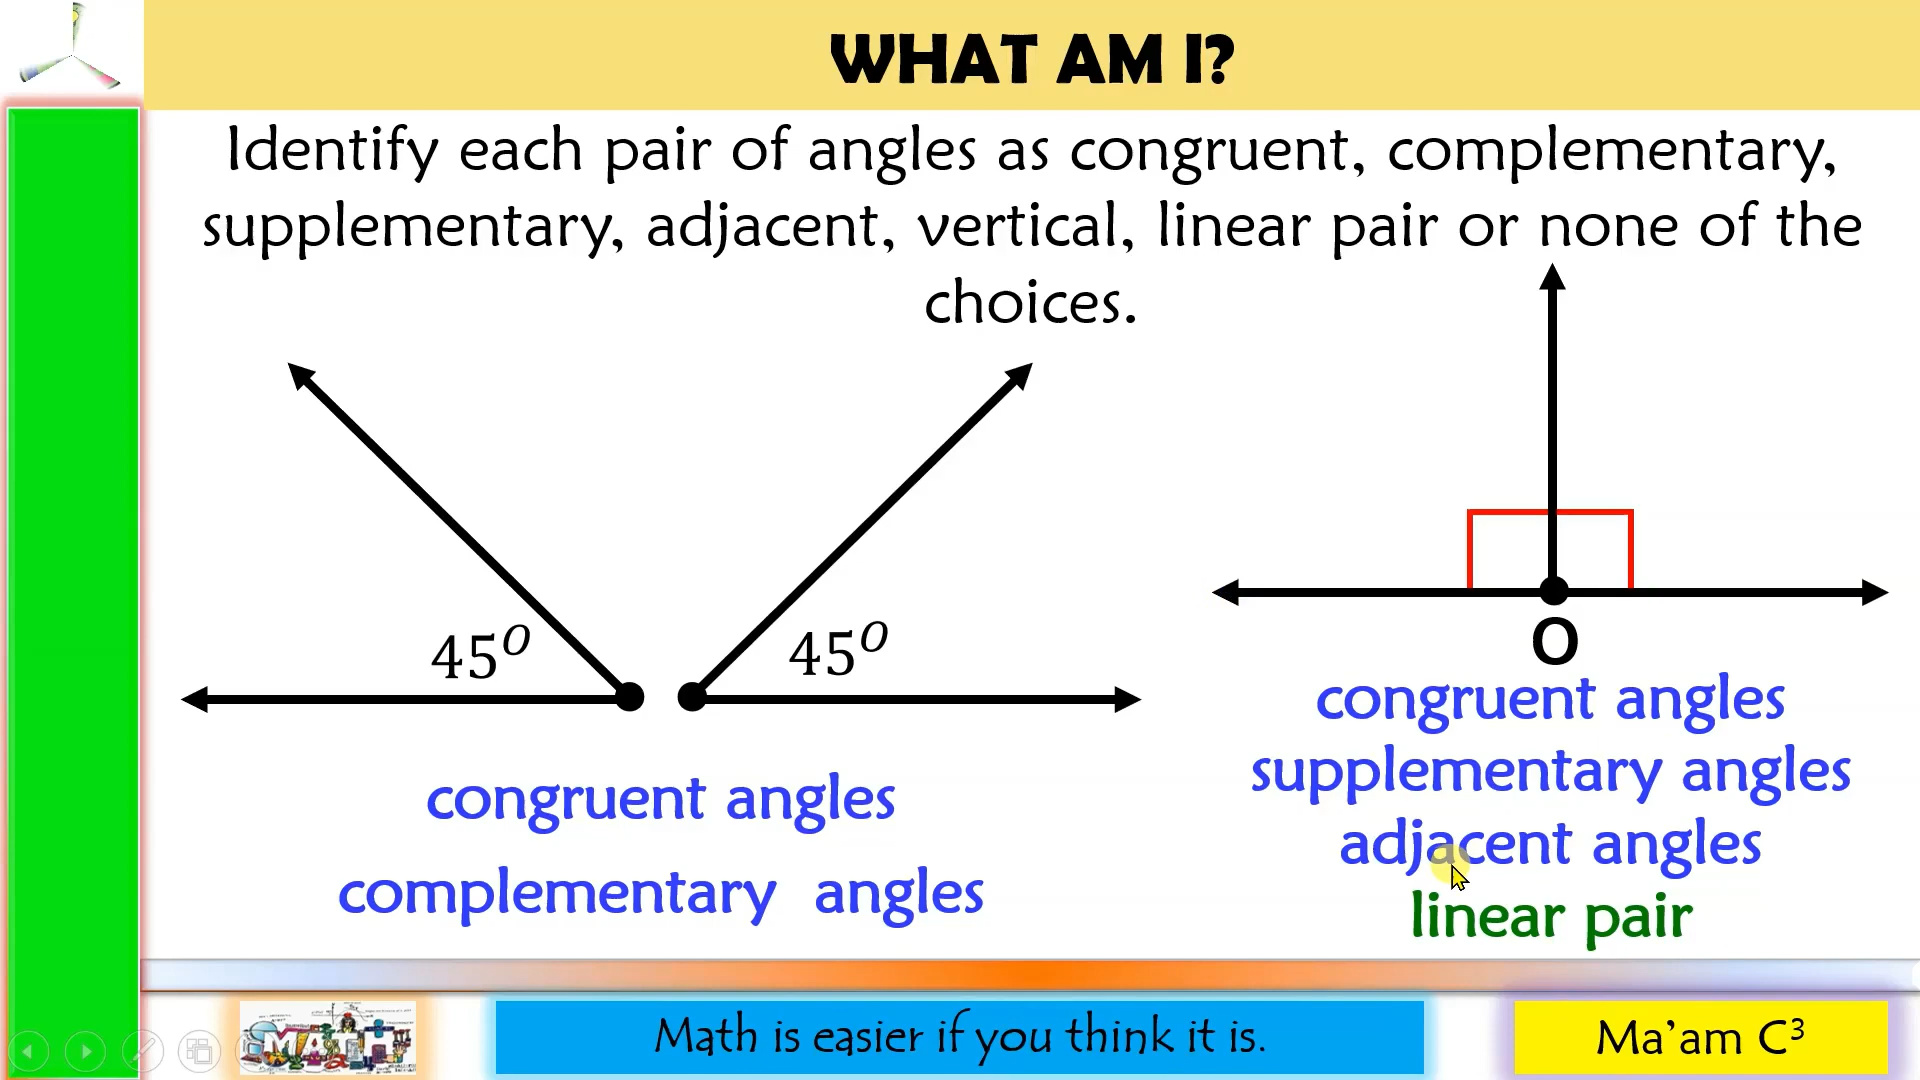 WHAT AM I?
Identify each pair of angles as congruent, complementary,
supplementary, adjacent, vertical, linear pair or none of the
choices.
45^O
45^O
O
congruent angles
complementary angles
congruent angles
supplementary angles
adjacent angles
linear pair
MATH
Math is easier if you think it is.
Ma’am C³